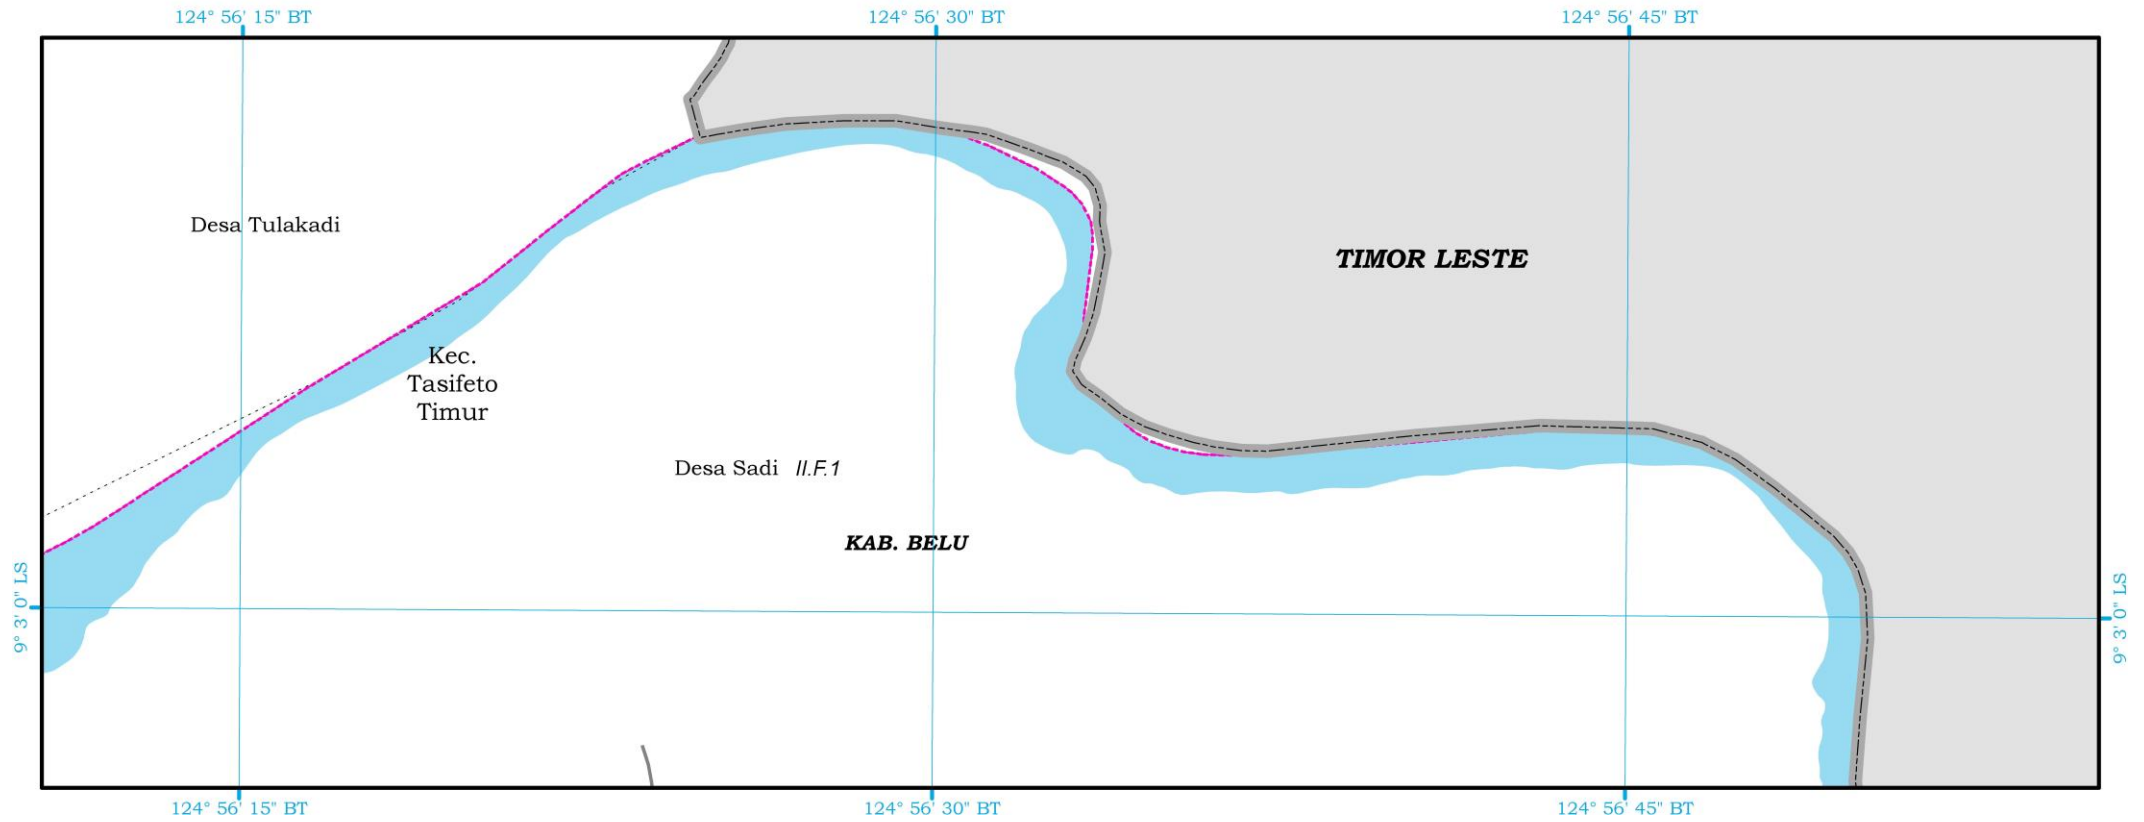 124° 56' 15" BT
124° 56' 30" BT
124° 56' 45" BT
Desa Tulakadi
TIMOR LESTE
Kec.
Tasifeto
Timur
Desa Sadi II.F.1
KAB. BELU
9° 3' 0" LS
9° 3' 0" LS
124° 56' 15" BT
124° 56' 30" BT
124° 56' 45" BT